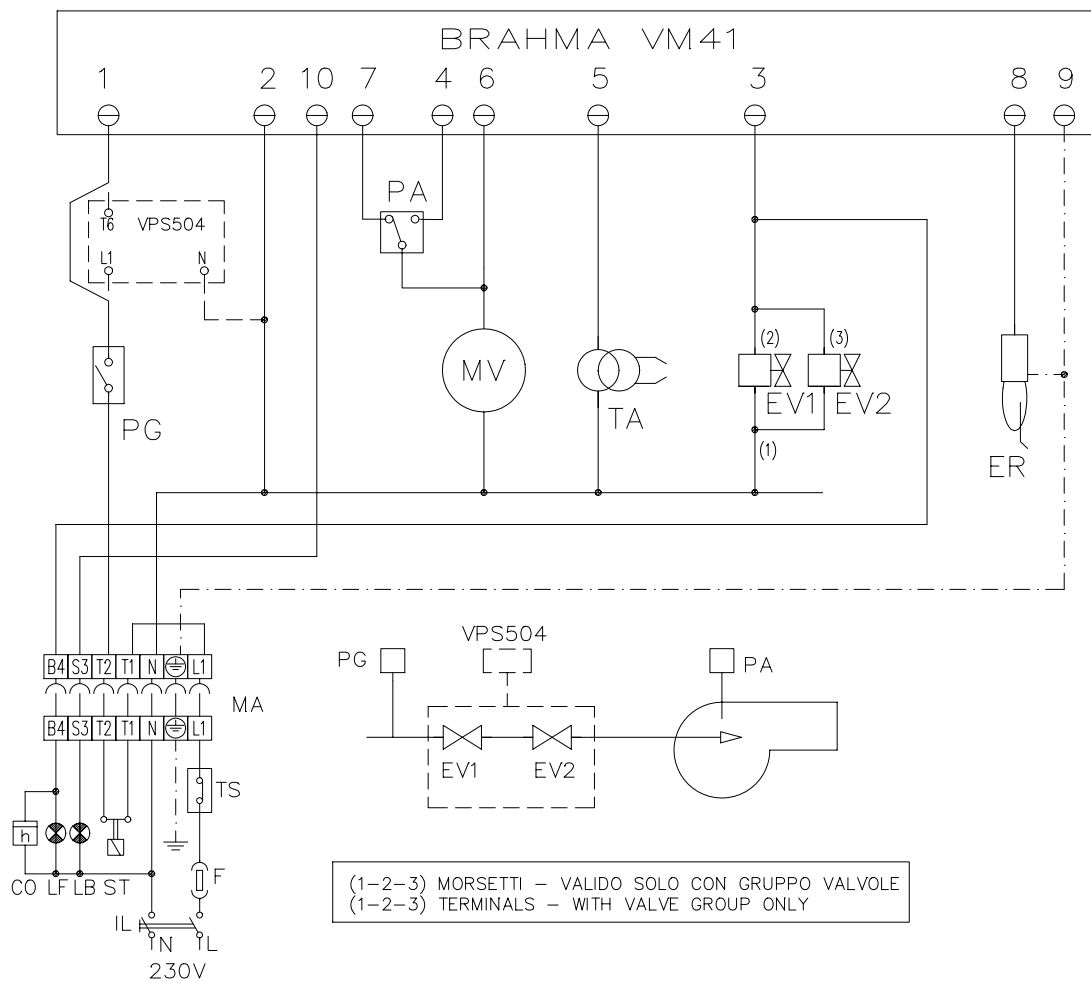 BRAHMA VM41
1 2 10 7 4 6 5 3 8 9
PA
T6 VPS504
L1 N
(2) (3)
MV
EV1 EV2
TA
PG
(1)
ER
VPS504
PG PA
B4 S3 T2 T1 N L1
MA
B4 S3 T2 T1 N L1
EV1 EV2
TS
h
CO LF LB ST F
IL
N L
230V
(1-2-3) MORSETTI - VALIDO SOLO CON GRUPPO VALVOLE
(1-2-3) TERMINALS - WITH VALVE GROUP ONLY